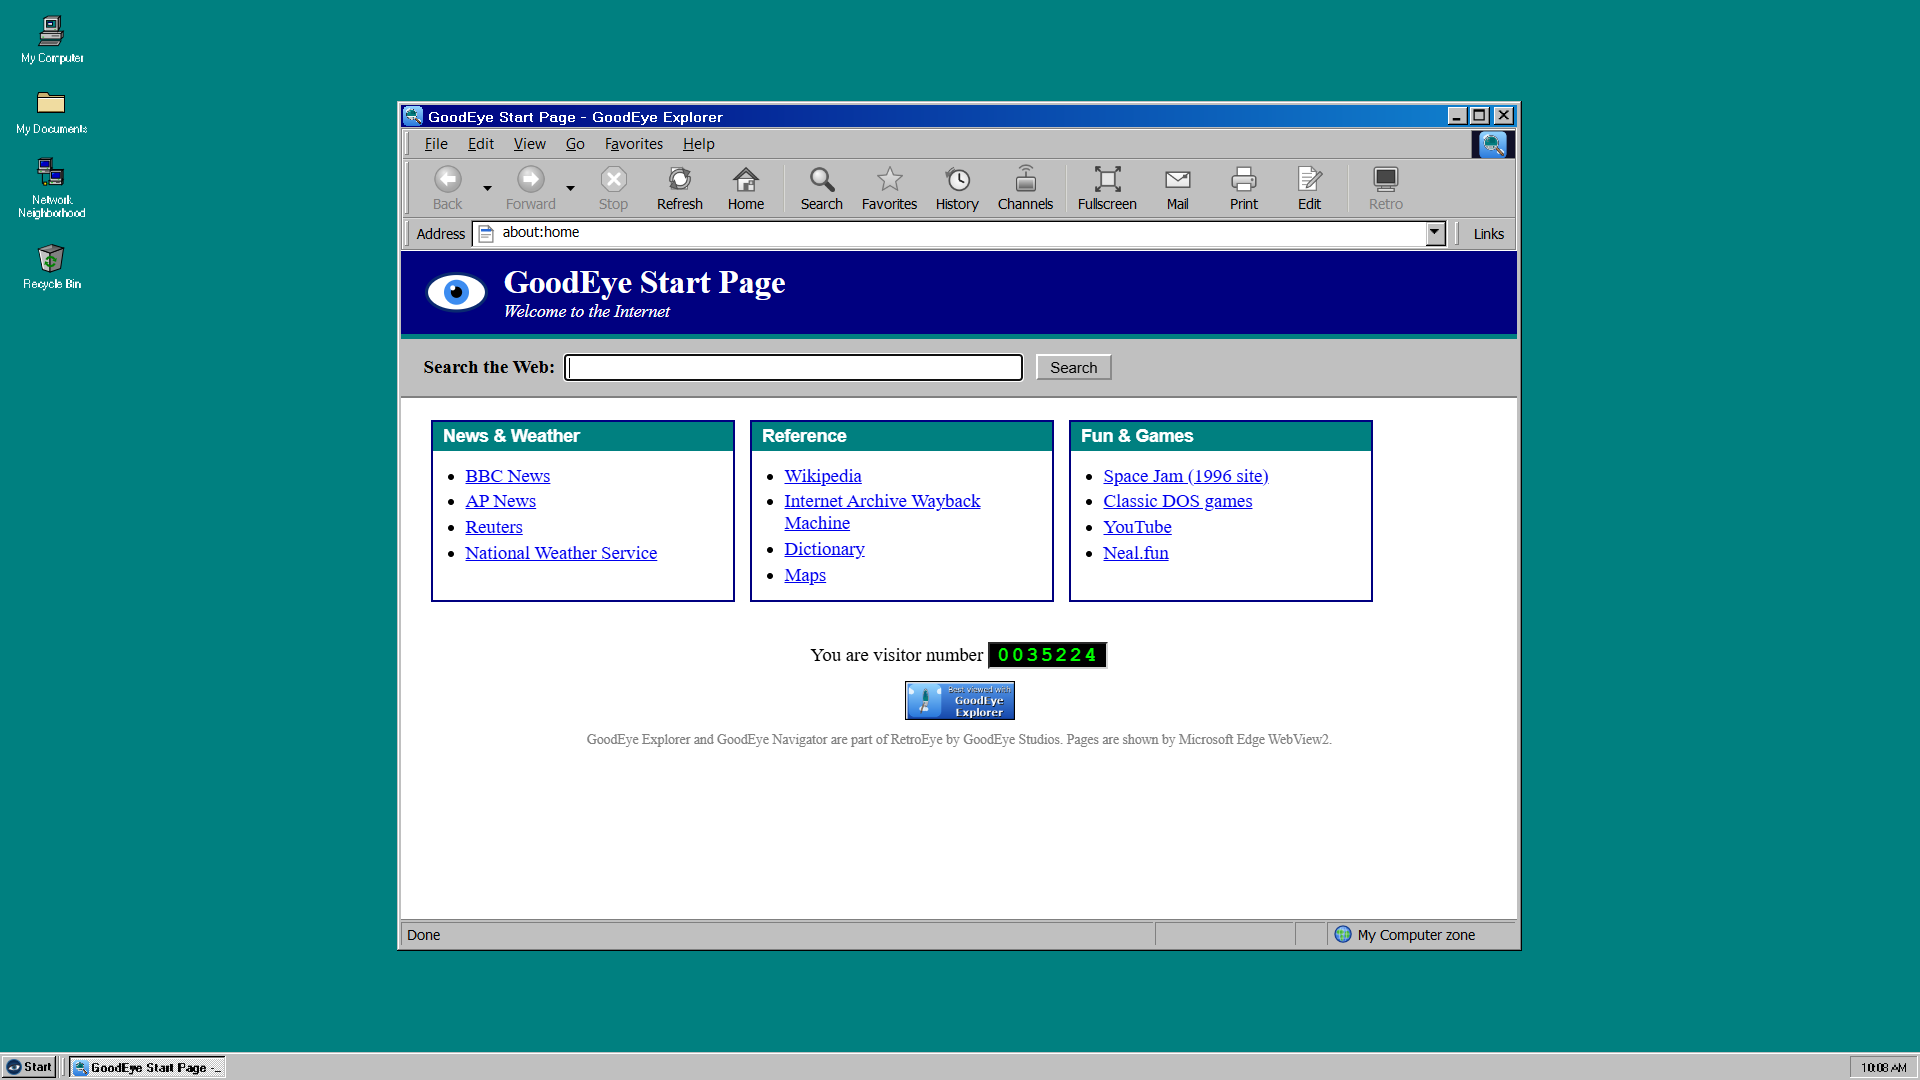 My Computer
My Documents
Network
Neighborhood
Recycle Bin
GoodEye Start Page - GoodEye Explorer
File Edit View Go Favorites Help
Back Forward Stop Refresh Home Search Favorites History Channels Fullscreen Mail Print Edit Retro
Address about:home Links
GoodEye Start Page
Welcome to the Internet
Search the Web: Search
News & Weather
BBC News
AP News
Reuters
National Weather Service
Reference
Wikipedia
Internet Archive Wayback
Machine
Dictionary
Maps
Fun & Games
Space Jam (1996 site)
Classic DOS games
YouTube
Neal.fun
You are visitor number 0035224
Best viewed with
GoodEye
Explorer
GoodEye Explorer and GoodEye Navigator are part of RetroEye by GoodEye Studios. Pages are shown by Microsoft Edge WebView2.
Done My Computer zone
Start GoodEye Start Page -... 10:08 AM